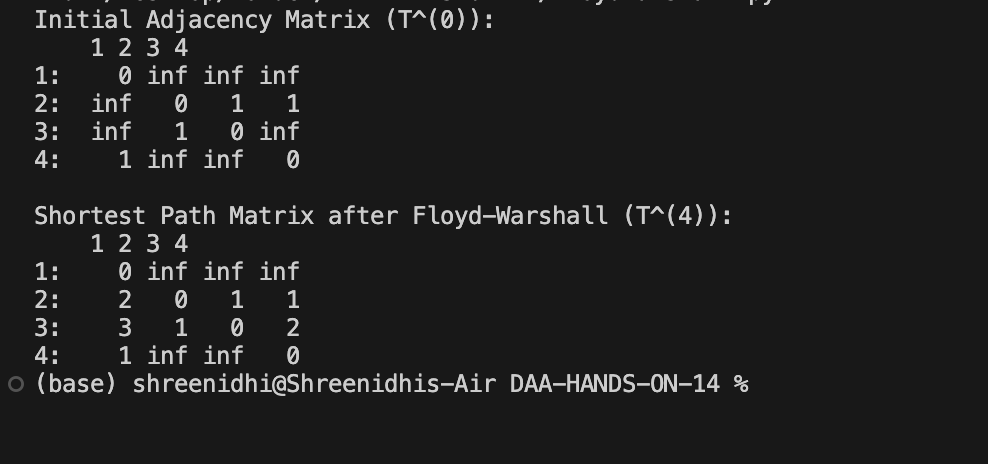 Initial Adjacency Matrix (T^(0)):
    1 2 3 4
1:    0 inf inf inf
2:  inf   0   1   1
3:  inf   1   0 inf
4:    1 inf inf   0

Shortest Path Matrix after Floyd-Warshall (T^(4)):
    1 2 3 4
1:    0 inf inf inf
2:    2   0   1   1
3:    3   1   0   2
4:    1 inf inf   0
(base) shreenidhi@Shreenidhis-Air DAA-HANDS-ON-14 %